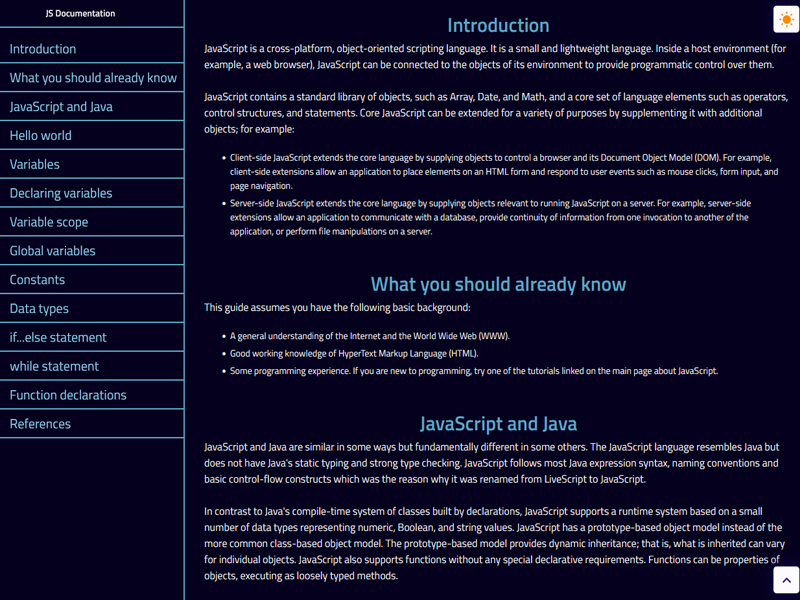 JS Documentation
Introduction
What you should already know
JavaScript and Java
Hello world
Variables
Declaring variables
Variable scope
Global variables
Constants
Data types
if...else statement
while statement
Function declarations
References
Introduction
JavaScript is a cross-platform, object-oriented scripting language. It is a small and lightweight language. Inside a host environment (for
example, a web browser), JavaScript can be connected to the objects of its environment to provide programmatic control over them.
JavaScript contains a standard library of objects, such as Array, Date, and Math, and a core set of language elements such as operators,
control structures, and statements. Core JavaScript can be extended for a variety of purposes by supplementing it with additional
objects; for example:
• Client-side JavaScript extends the core language by supplying objects to control a browser and its Document Object Model (DOM). For example,
client-side extensions allow an application to place elements on an HTML form and respond to user events such as mouse clicks, form input, and
page navigation.
• Server-side JavaScript extends the core language by supplying objects relevant to running JavaScript on a server. For example, server-side
extensions allow an application to communicate with a database, provide continuity of information from one invocation to another of the
application, or perform file manipulations on a server.
What you should already know
This guide assumes you have the following basic background:
• A general understanding of the Internet and the World Wide Web (WWW).
• Good working knowledge of HyperText Markup Language (HTML).
• Some programming experience. If you are new to programming, try one of the tutorials linked on the main page about JavaScript.
JavaScript and Java
JavaScript and Java are similar in some ways but fundamentally different in some others. The JavaScript language resembles Java but
does not have Java's static typing and strong type checking. JavaScript follows most Java expression syntax, naming conventions and
basic control-flow constructs which was the reason why it was renamed from LiveScript to JavaScript.
In contrast to Java's compile-time system of classes built by declarations, JavaScript supports a runtime system based on a small
number of data types representing numeric, Boolean, and string values. JavaScript has a prototype-based object model instead of the
more common class-based object model. The prototype-based model provides dynamic inheritance; that is, what is inherited can vary
for individual objects. JavaScript also supports functions without any special declarative requirements. Functions can be properties of
objects, executing as loosely typed methods.